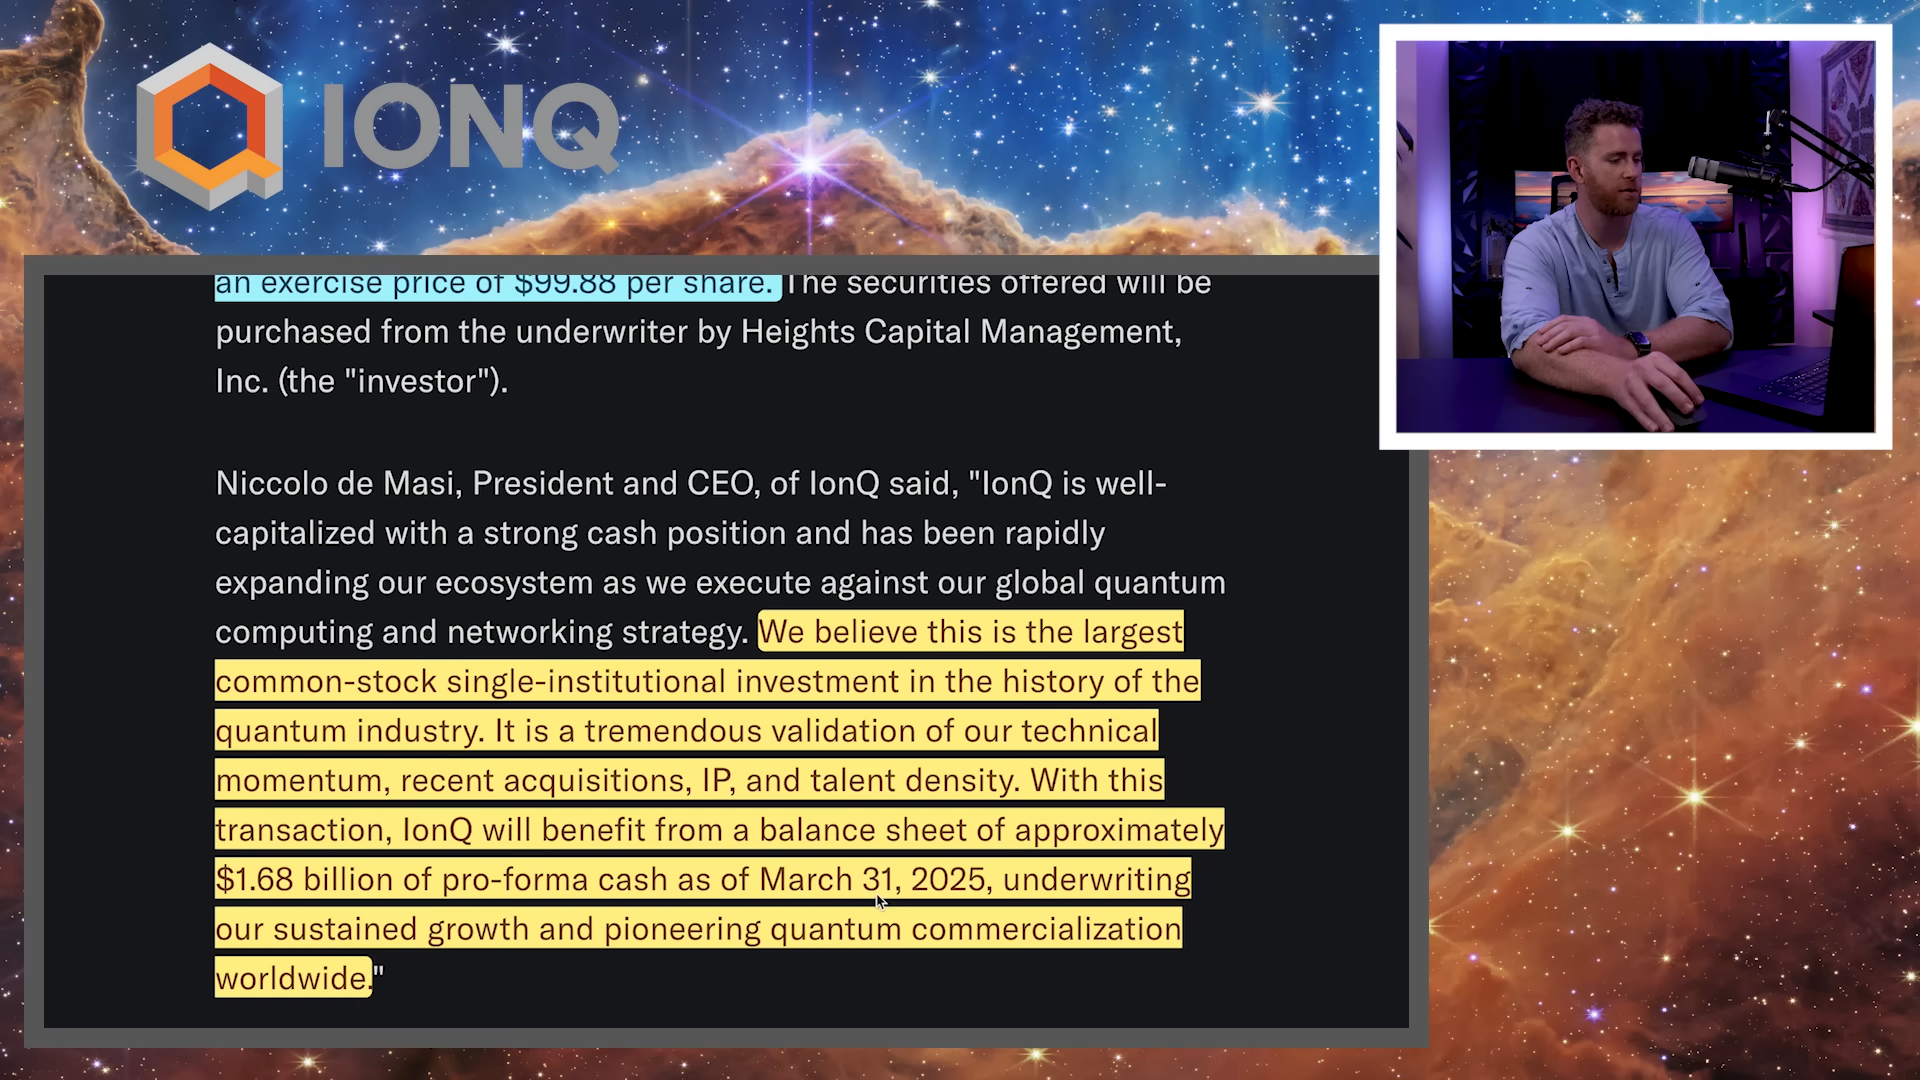 IONQ
an exercise price of $99.88 per share. The securities offered will be
purchased from the underwriter by Heights Capital Management,
Inc. (the "investor").
Niccolo de Masi, President and CEO, of IonQ said, "IonQ is well-
capitalized with a strong cash position and has been rapidly
expanding our ecosystem as we execute against our global quantum
computing and networking strategy. We believe this is the largest
common-stock single-institutional investment in the history of the
quantum industry. It is a tremendous validation of our technical
momentum, recent acquisitions, IP, and talent density. With this
transaction, IonQ will benefit from a balance sheet of approximately
$1.68 billion of pro-forma cash as of March 31, 2025, underwriting
our sustained growth and pioneering quantum commercialization
worldwide."